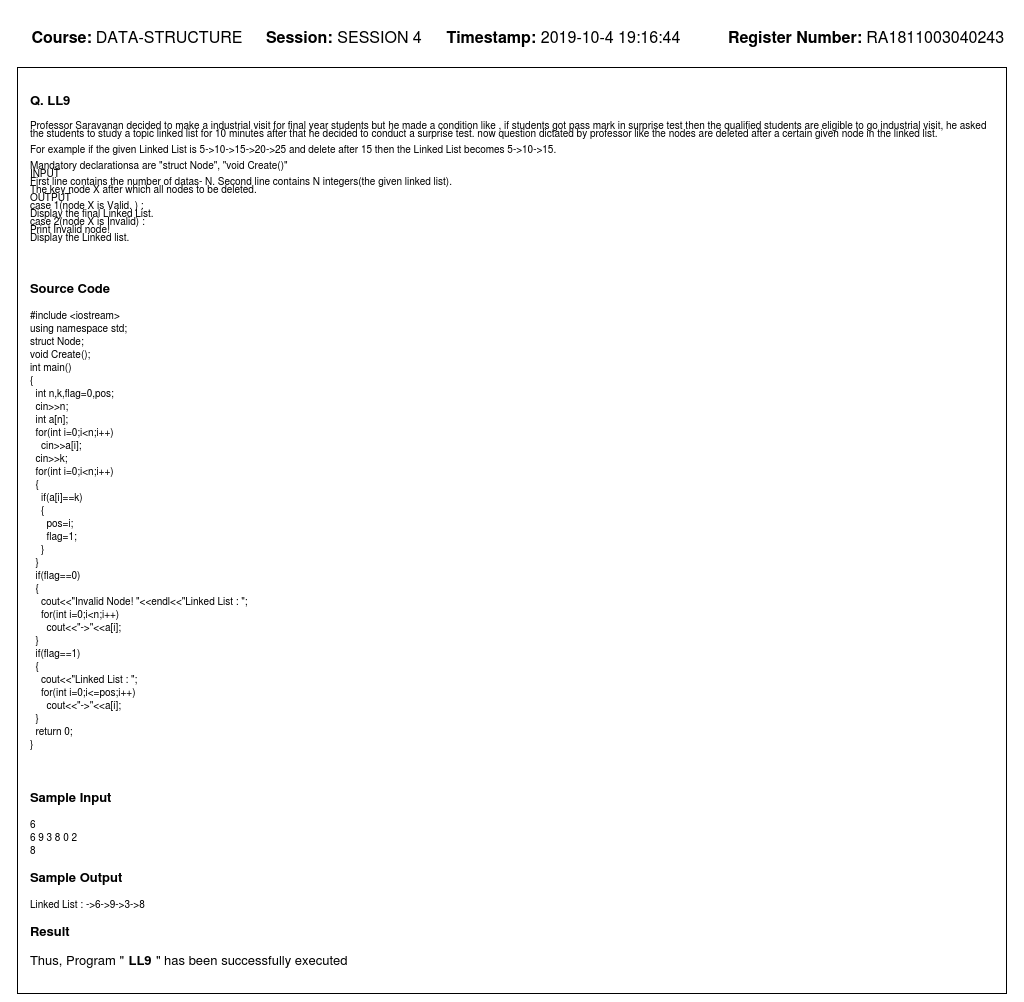 Course: DATA-STRUCTURE Session: SESSION 4 Timestamp: 2019-10-4 19:16:44 Register Number: RA1811003040243
Q. LL9
Professor Saravanan decided to make a industrial visit for final year students but he made a condition like , if students got pass mark in surprise test then the qualified students are eligible to go industrial visit, he asked
the students to study a topic linked list for 10 minutes after that he decided to conduct a surprise test. now question dictated by professor like the nodes are deleted after a certain given node in the linked list.
For example if the given Linked List is 5->10->15->20->25 and delete after 15 then the Linked List becomes 5->10->15.
Mandatory declarationsa are "struct Node", "void Create()"
INPUT
First line contains the number of datas- N. Second line contains N integers(the given linked list).
The key node X after which all nodes to be deleted.
OUTPUT
case 1(node X is Valid. ) :
Display the final Linked List.
case 2(node X is Invalid) :
Print Invalid node!
Display the Linked list.
Source Code
#include <iostream>
using namespace std;
struct Node;
void Create();
int main()
{
int n,k,flag=0,pos;
cin>>n;
int a[n];
for(int i=0;i<n;i++)
cin>>a[i];
cin>>k;
for(int i=0;i<n;i++)
{
if(a[i]==k)
{
pos=i;
flag=1;
}
}
if(flag==0)
{
cout<<"Invalid Node! "<<endl<<"Linked List : ";
for(int i=0;i<n;i++)
cout<<"->"<<a[i];
}
if(flag==1)
{
cout<<"Linked List : ";
for(int i=0;i<=pos;i++)
cout<<"->"<<a[i];
}
return 0;
}
Sample Input
6
6 9 3 8 0 2
8
Sample Output
Linked List : ->6->9->3->8
Result
Thus, Program " LL9 " has been successfully executed